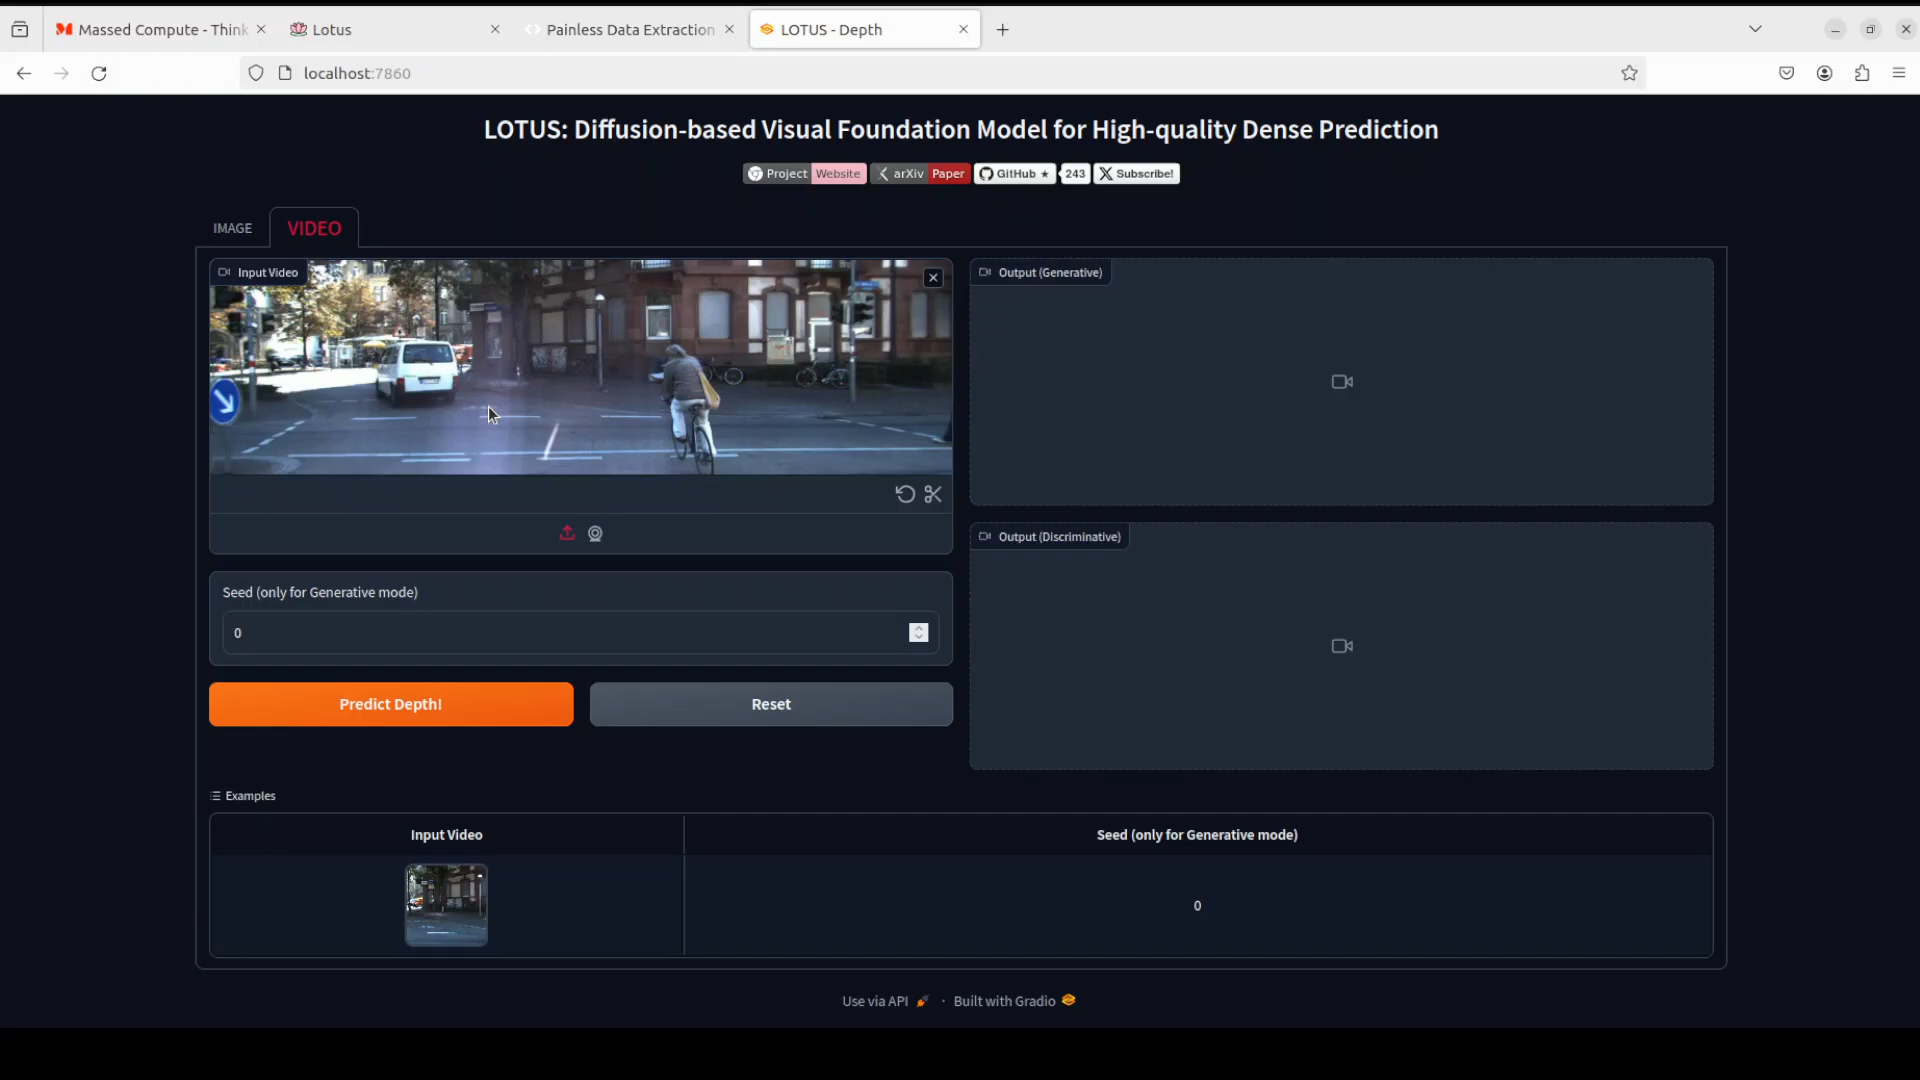 Massed Compute - Think
Lotus
Painless Data Extraction
LOTUS - Depth
localhost:7860
LOTUS: Diffusion-based Visual Foundation Model for High-quality Dense Prediction
Project Website
arXiv Paper
GitHub ★ 243
Subscribe!
IMAGE
VIDEO
Input Video
Output (Generative)
Output (Discriminative)
Seed (only for Generative mode)
0
Predict Depth!
Reset
Examples
Input Video
Seed (only for Generative mode)
0
Use via API · Built with Gradio